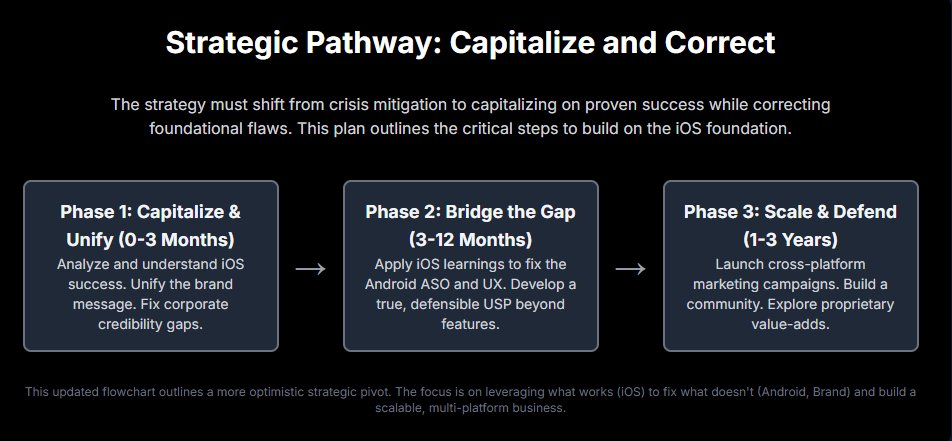 Strategic Pathway: Capitalize and Correct
The strategy must shift from crisis mitigation to capitalizing on proven success while correcting
foundational flaws. This plan outlines the critical steps to build on the iOS foundation.
Phase 1: Capitalize &
Unify (0-3 Months)
Analyze and understand iOS
success. Unify the brand
message. Fix corporate
credibility gaps.
→
Phase 2: Bridge the Gap
(3-12 Months)
Apply iOS learnings to fix the
Android ASO and UX. Develop a
true, defensible USP beyond
features.
→
Phase 3: Scale & Defend
(1-3 Years)
Launch cross-platform
marketing campaigns. Build a
community. Explore proprietary
value-adds.
This updated flowchart outlines a more optimistic strategic pivot. The focus is on leveraging what works (iOS) to fix what doesn't (Android, Brand) and build a
scalable, multi-platform business.